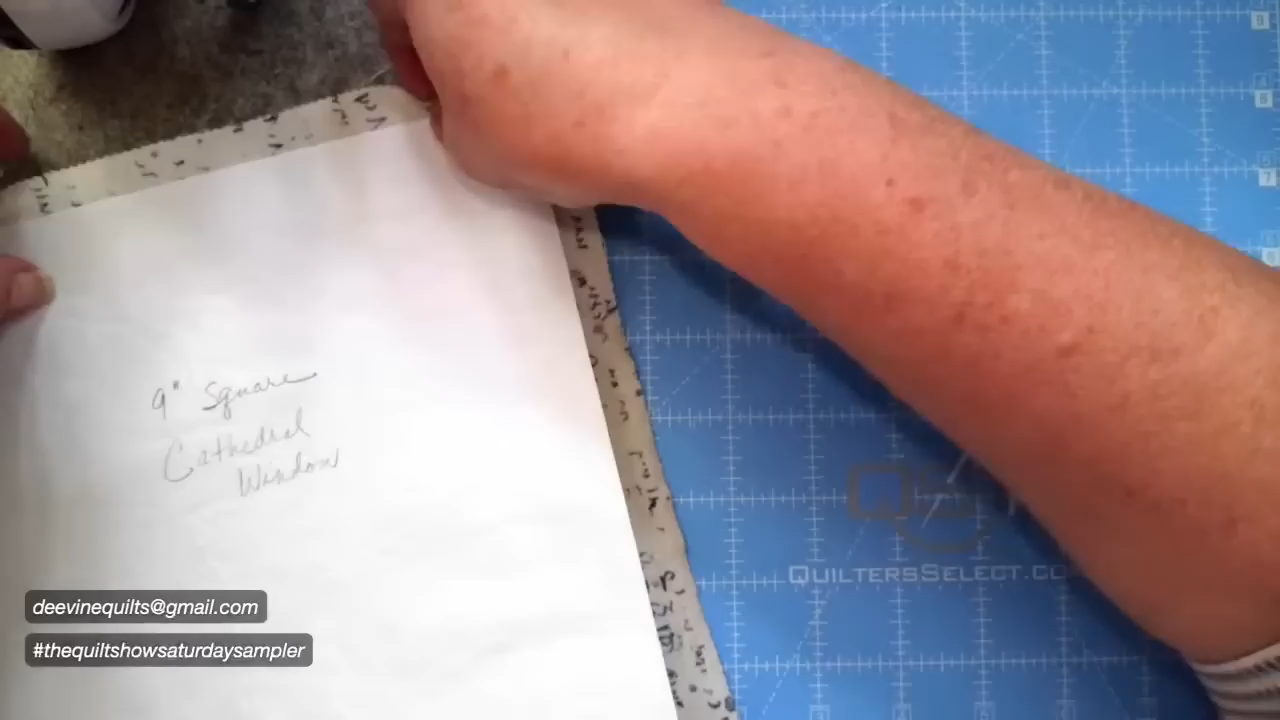 9" Square
Cathedral
Window
QUILTERSSELECT.CO
deevinequilts@gmail.com
#thequiltshowsaturdaysampler